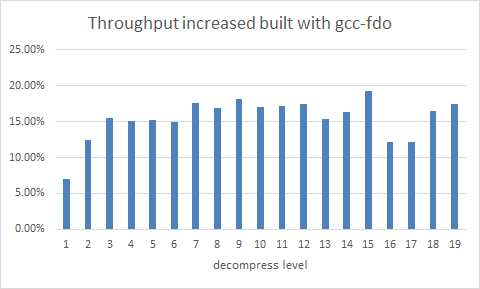 Throughput increased built with gcc-fdo
25.00%
20.00%
15.00%
10.00%
5.00%
0.00%
1 2 3 4 5 6 7 8 9 10 11 12 13 14 15 16 17 18 19
decompress level